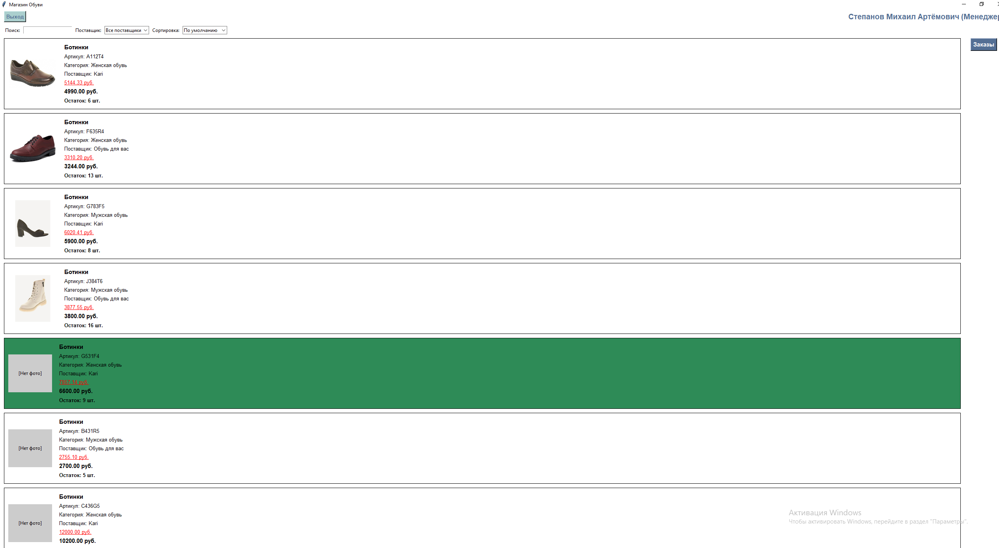 Магазин Обуви
Выход
Степанов Михаил Артёмович (Менеджер
Поиск: Поставщик: Все поставщики Сортировка: По умолчанию
Заказы
Ботинки
Артикул: A112T4
Категория: Женская обувь
Поставщик: Kari
5144.33 руб.
4990.00 руб.
Остаток: 6 шт.
Ботинки
Артикул: F635R4
Категория: Женская обувь
Поставщик: Обувь для вас
3310.20 руб.
3244.00 руб.
Остаток: 13 шт.
Ботинки
Артикул: G783F5
Категория: Мужская обувь
Поставщик: Kari
6020.41 руб.
5900.00 руб.
Остаток: 8 шт.
Ботинки
Артикул: J384T6
Категория: Мужская обувь
Поставщик: Обувь для вас
3877.55 руб.
3800.00 руб.
Остаток: 16 шт.
[Нет фото]
Ботинки
Артикул: G531F4
Категория: Женская обувь
Поставщик: Kari
7857.14 руб.
6600.00 руб.
Остаток: 9 шт.
[Нет фото]
Ботинки
Артикул: B431R5
Категория: Мужская обувь
Поставщик: Обувь для вас
2755.10 руб.
2700.00 руб.
Остаток: 5 шт.
[Нет фото]
Ботинки
Артикул: C436G5
Категория: Женская обувь
Поставщик: Kari
12000.00 руб.
10200.00 руб.
Активация Windows
Чтобы активировать Windows, перейдите в раздел "Параметры".